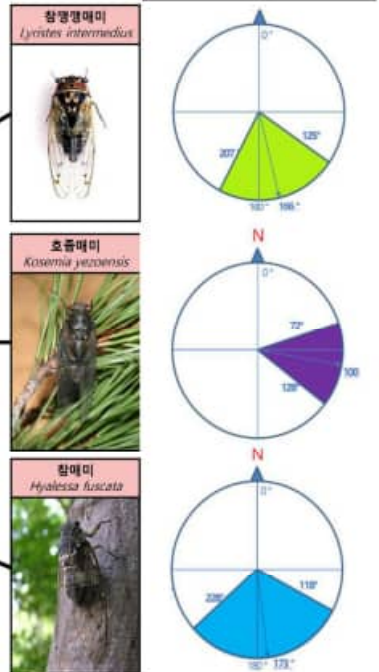 참깽깽매미
Lyristes intermedius
0°
125°
207
180°
166°
호좀매미
Kosemia yezoensis
N
0°
72°
100
128°
참매미
Hyalessa fuscata
N
0°
118°
228°
180°
173°